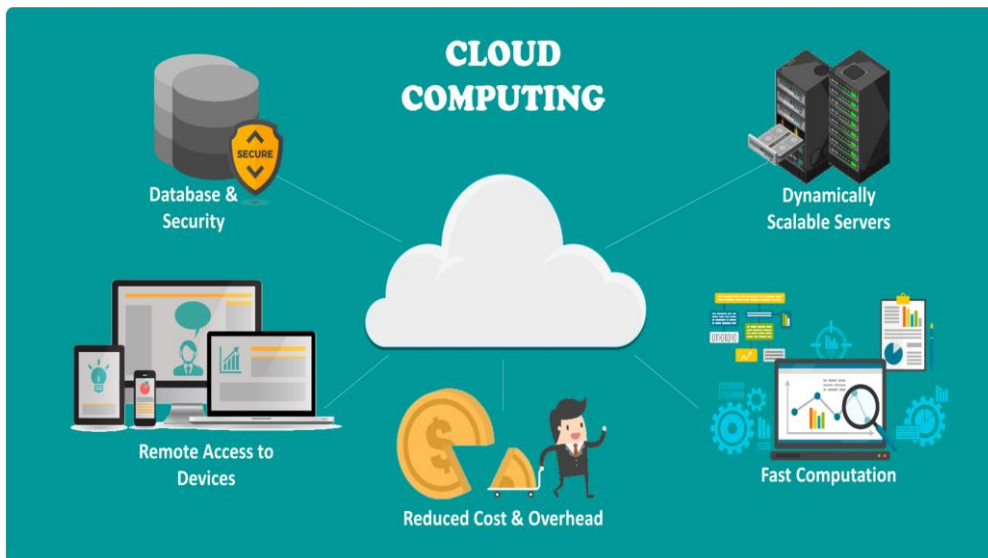 CLOUD
COMPUTING
SECURE
Database &
Security
Dynamically
Scalable Servers
Remote Access to
Devices
Reduced Cost & Overhead
Fast Computation